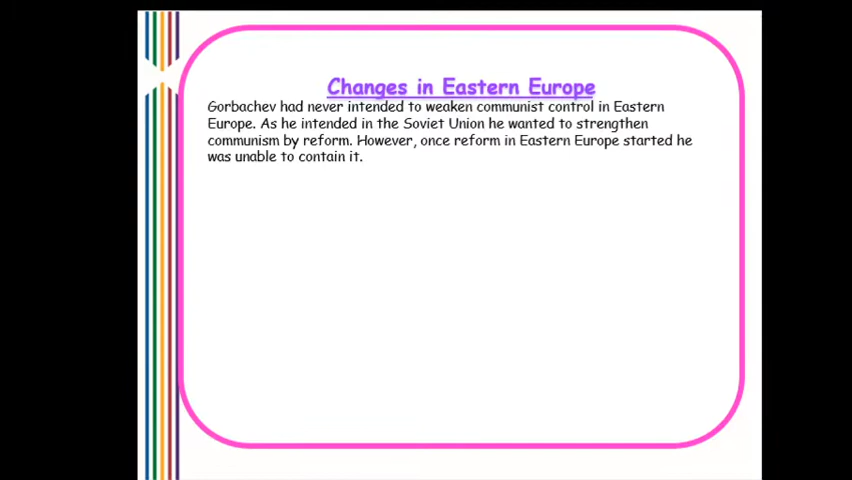 Changes in Eastern Europe
Gorbachev had never intended to weaken communist control in Eastern
Europe. As he intended in the Soviet Union he wanted to strengthen
communism by reform. However, once reform in Eastern Europe started he
was unable to contain it.